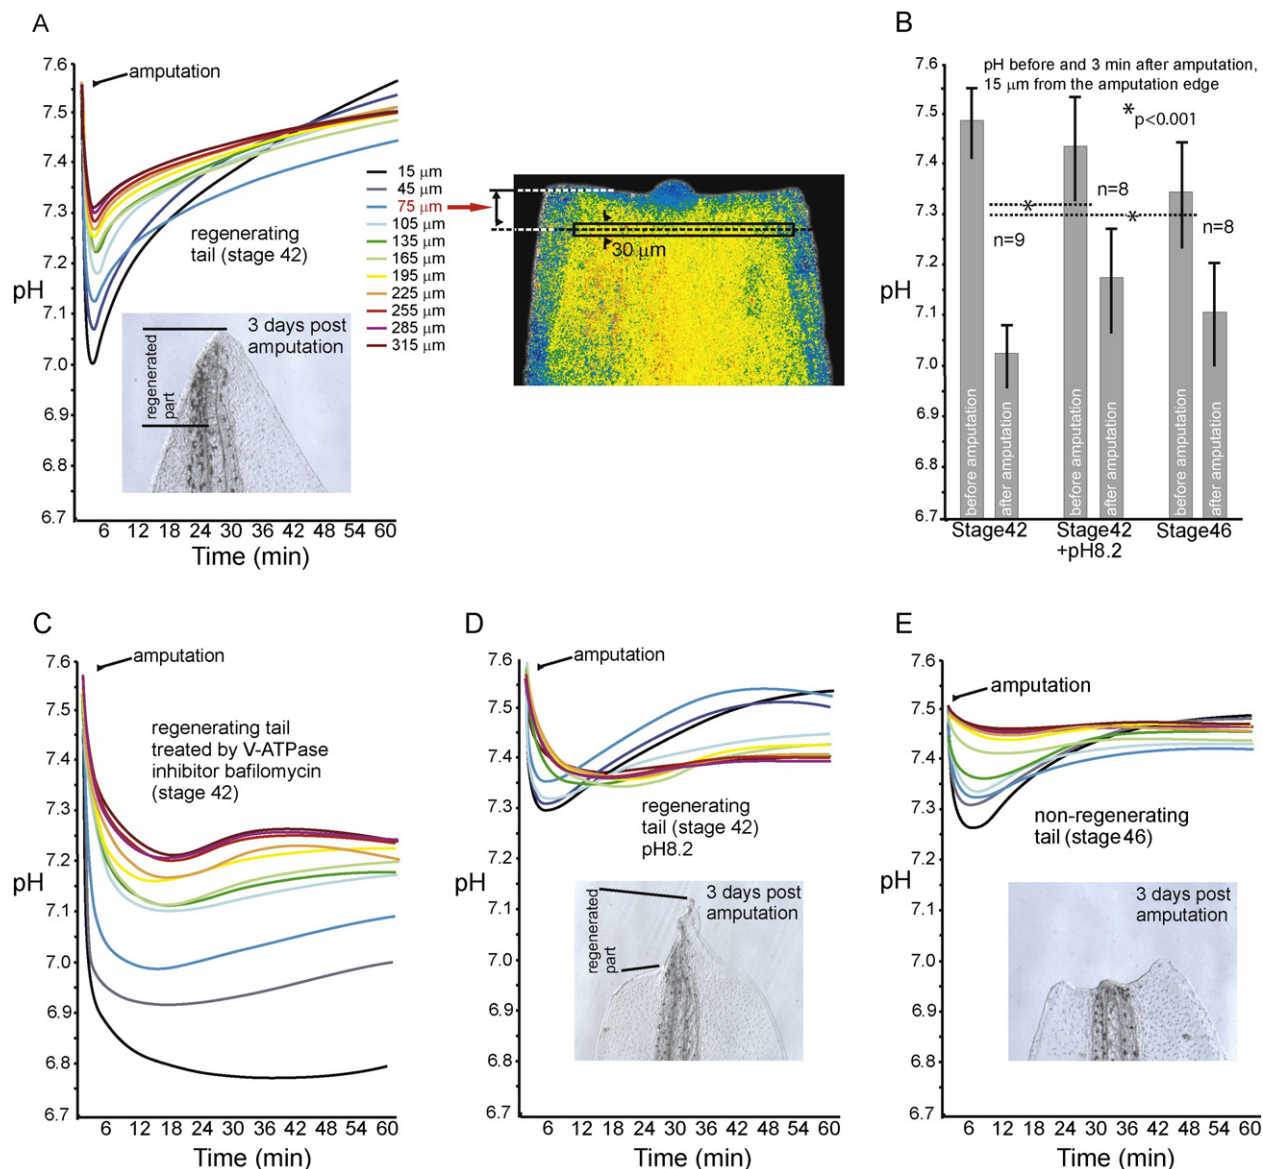 A
7.6
7.5
7.4
7.3
7.2
7.1
7.0
6.9
6.8
6.7
pH
amputation
regenerating
tail (stage 42)
3 days post
amputation
regenerated
part
6 12 18 24 30 36 42 48 54 60
Time (min)
15 µm
45 µm
75 µm
105 µm
135 µm
165 µm
195 µm
225 µm
255 µm
285 µm
315 µm
30 µm
B
7.6
7.5
7.4
7.3
7.2
7.1
7.0
6.9
6.8
6.7
pH
pH before and 3 min after amputation,
15 µm from the amputation edge
*p<0.001
*
*
n=9
n=8
n=8
before amputation
after amputation
before amputation
after amputation
before amputation
after amputation
Stage42
Stage42
+pH8.2
Stage46
C
7.6
7.5
7.4
7.3
7.2
7.1
7.0
6.9
6.8
6.7
pH
amputation
regenerating tail
treated by V-ATPase
inhibitor bafilomycin
(stage 42)
6 12 18 24 30 36 42 48 54 60
Time (min)
D
7.6
7.5
7.4
7.3
7.2
7.1
7.0
6.9
6.8
6.7
pH
amputation
regenerating
tail (stage 42)
pH8.2
3 days post
amputation
regenerated
part
6 12 18 24 30 36 42 48 54 60
Time (min)
E
7.6
7.5
7.4
7.3
7.2
7.1
7.0
6.9
6.8
6.7
pH
amputation
non-regenerating
tail (stage 46)
3 days post
amputation
6 12 18 24 30 36 42 48 54 60
Time (min)